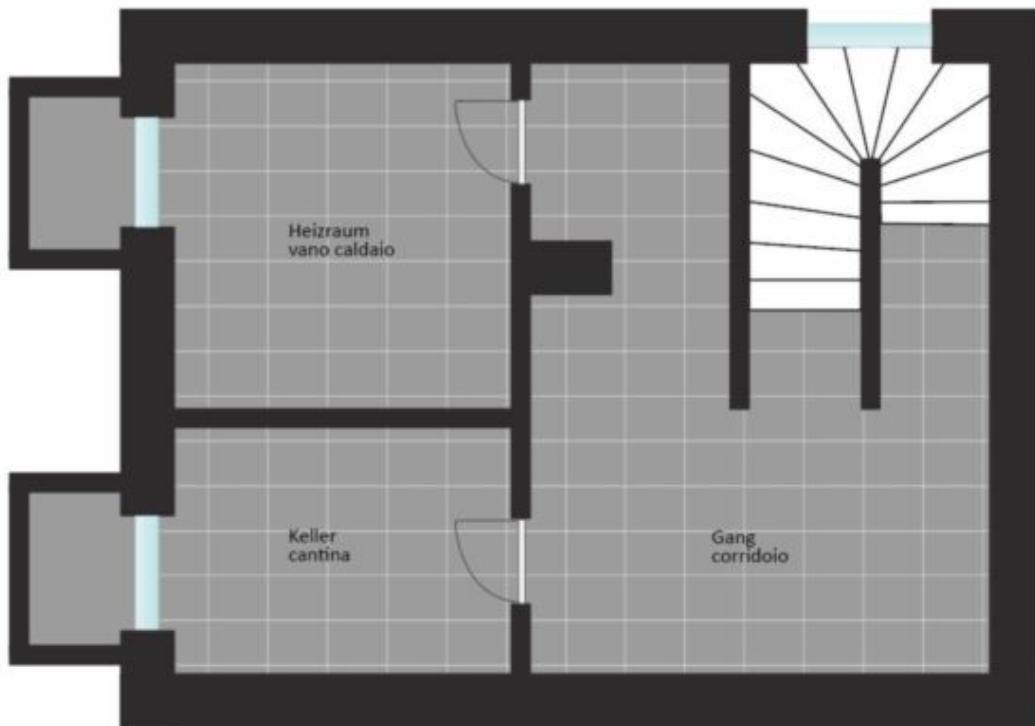 Heizraum
vano caldaio
Keller
cantina
Gang
corridoio